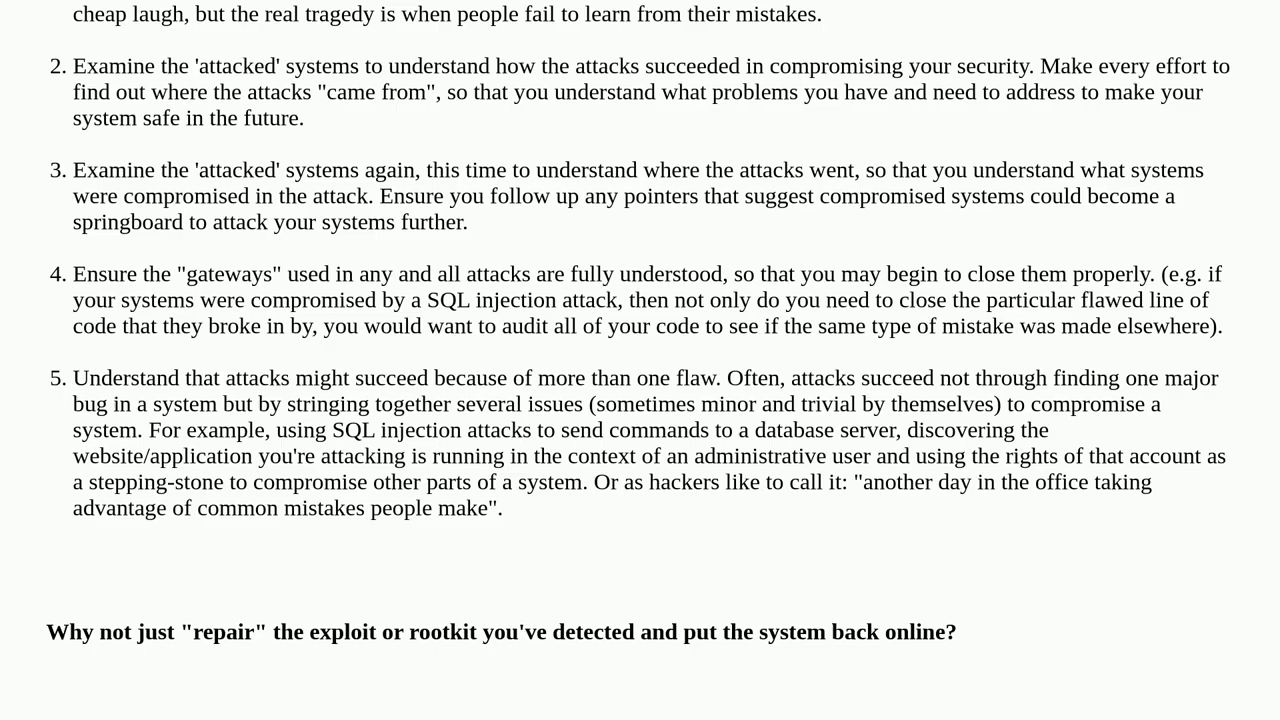 cheap laugh, but the real tragedy is when people fail to learn from their mistakes.
2. Examine the 'attacked' systems to understand how the attacks succeeded in compromising your security. Make every effort to
find out where the attacks "came from", so that you understand what problems you have and need to address to make your
system safe in the future.
3. Examine the 'attacked' systems again, this time to understand where the attacks went, so that you understand what systems
were compromised in the attack. Ensure you follow up any pointers that suggest compromised systems could become a
springboard to attack your systems further.
4. Ensure the "gateways" used in any and all attacks are fully understood, so that you may begin to close them properly. (e.g. if
your systems were compromised by a SQL injection attack, then not only do you need to close the particular flawed line of
code that they broke in by, you would want to audit all of your code to see if the same type of mistake was made elsewhere).
5. Understand that attacks might succeed because of more than one flaw. Often, attacks succeed not through finding one major
bug in a system but by stringing together several issues (sometimes minor and trivial by themselves) to compromise a
system. For example, using SQL injection attacks to send commands to a database server, discovering the
website/application you're attacking is running in the context of an administrative user and using the rights of that account as
a stepping-stone to compromise other parts of a system. Or as hackers like to call it: "another day in the office taking
advantage of common mistakes people make".
Why not just "repair" the exploit or rootkit you've detected and put the system back online?